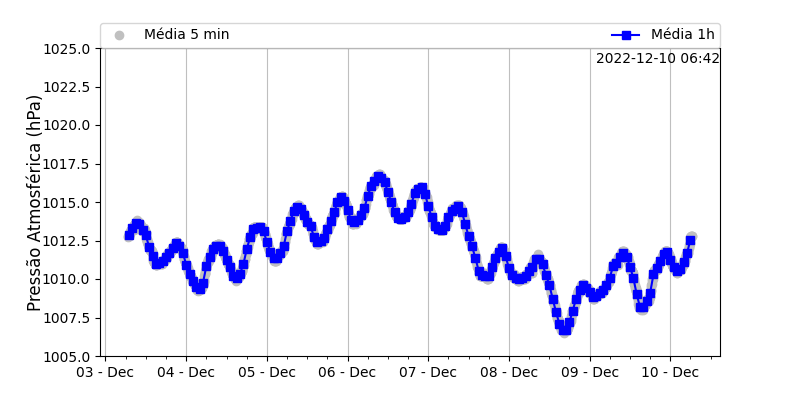 Média 5 min
Média 1h
2022-12-10 06:42
Pressão Atmosférica (hPa)
1025.0
1022.5
1020.0
1017.5
1015.0
1012.5
1010.0
1007.5
1005.0
03 - Dec
04 - Dec
05 - Dec
06 - Dec
07 - Dec
08 - Dec
09 - Dec
10 - Dec